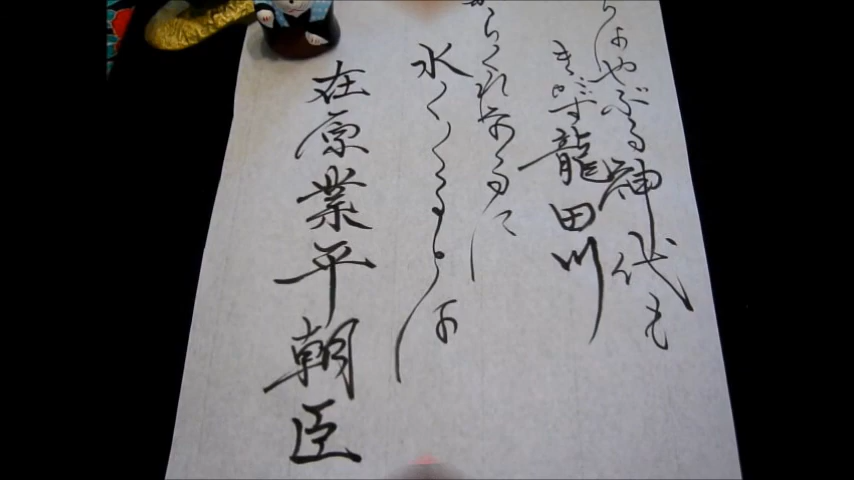 ちはやぶる神代も
きかず龍田川
からくれなゐに
水くくるとは
在原業平朝臣